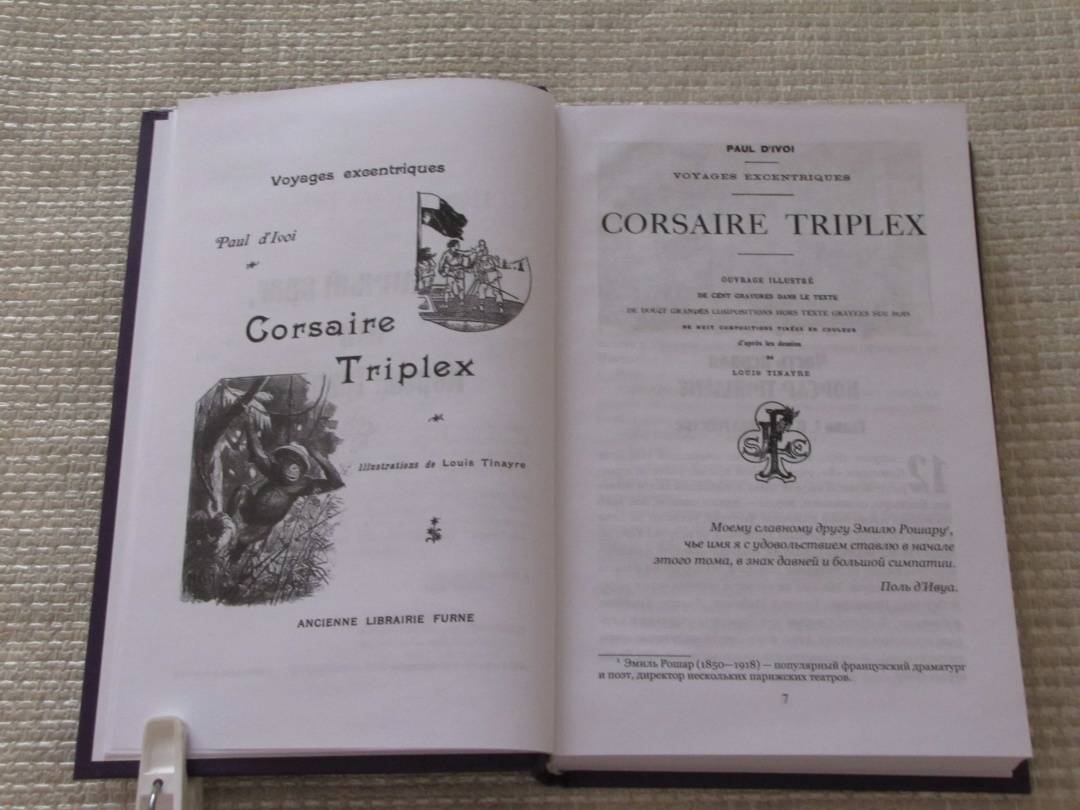 Voyages excentriques
Paul d'Ivoi
Corsaire
Triplex
Illustrations de Louis Tinayre
ANCIENNE LIBRAIRIE FURNE
PAUL D'IVOI
VOYAGES EXCENTRIQUES
CORSAIRE TRIPLEX
OUVRAGE ILLUSTRÉ
DE CENT GRAVURES DANS LE TEXTE
DE DOUZE GRANDES COMPOSITIONS HORS TEXTE GRAVÉES SUR BOIS
DE HUIT COMPOSITIONS TIRÉES EN COULEUR
d'après les dessins
DE
LOUIS TINAYRE
Моему славному другу Эмилю Рошару¹,
чье имя я с удовольствием ставлю в начале
этого тома, в знак давней и большой симпатии.
Поль д'Ивуа.
¹ Эмиль Рошар (1850—1918) — популярный французский драматург
и поэт, директор нескольких парижских театров.
7